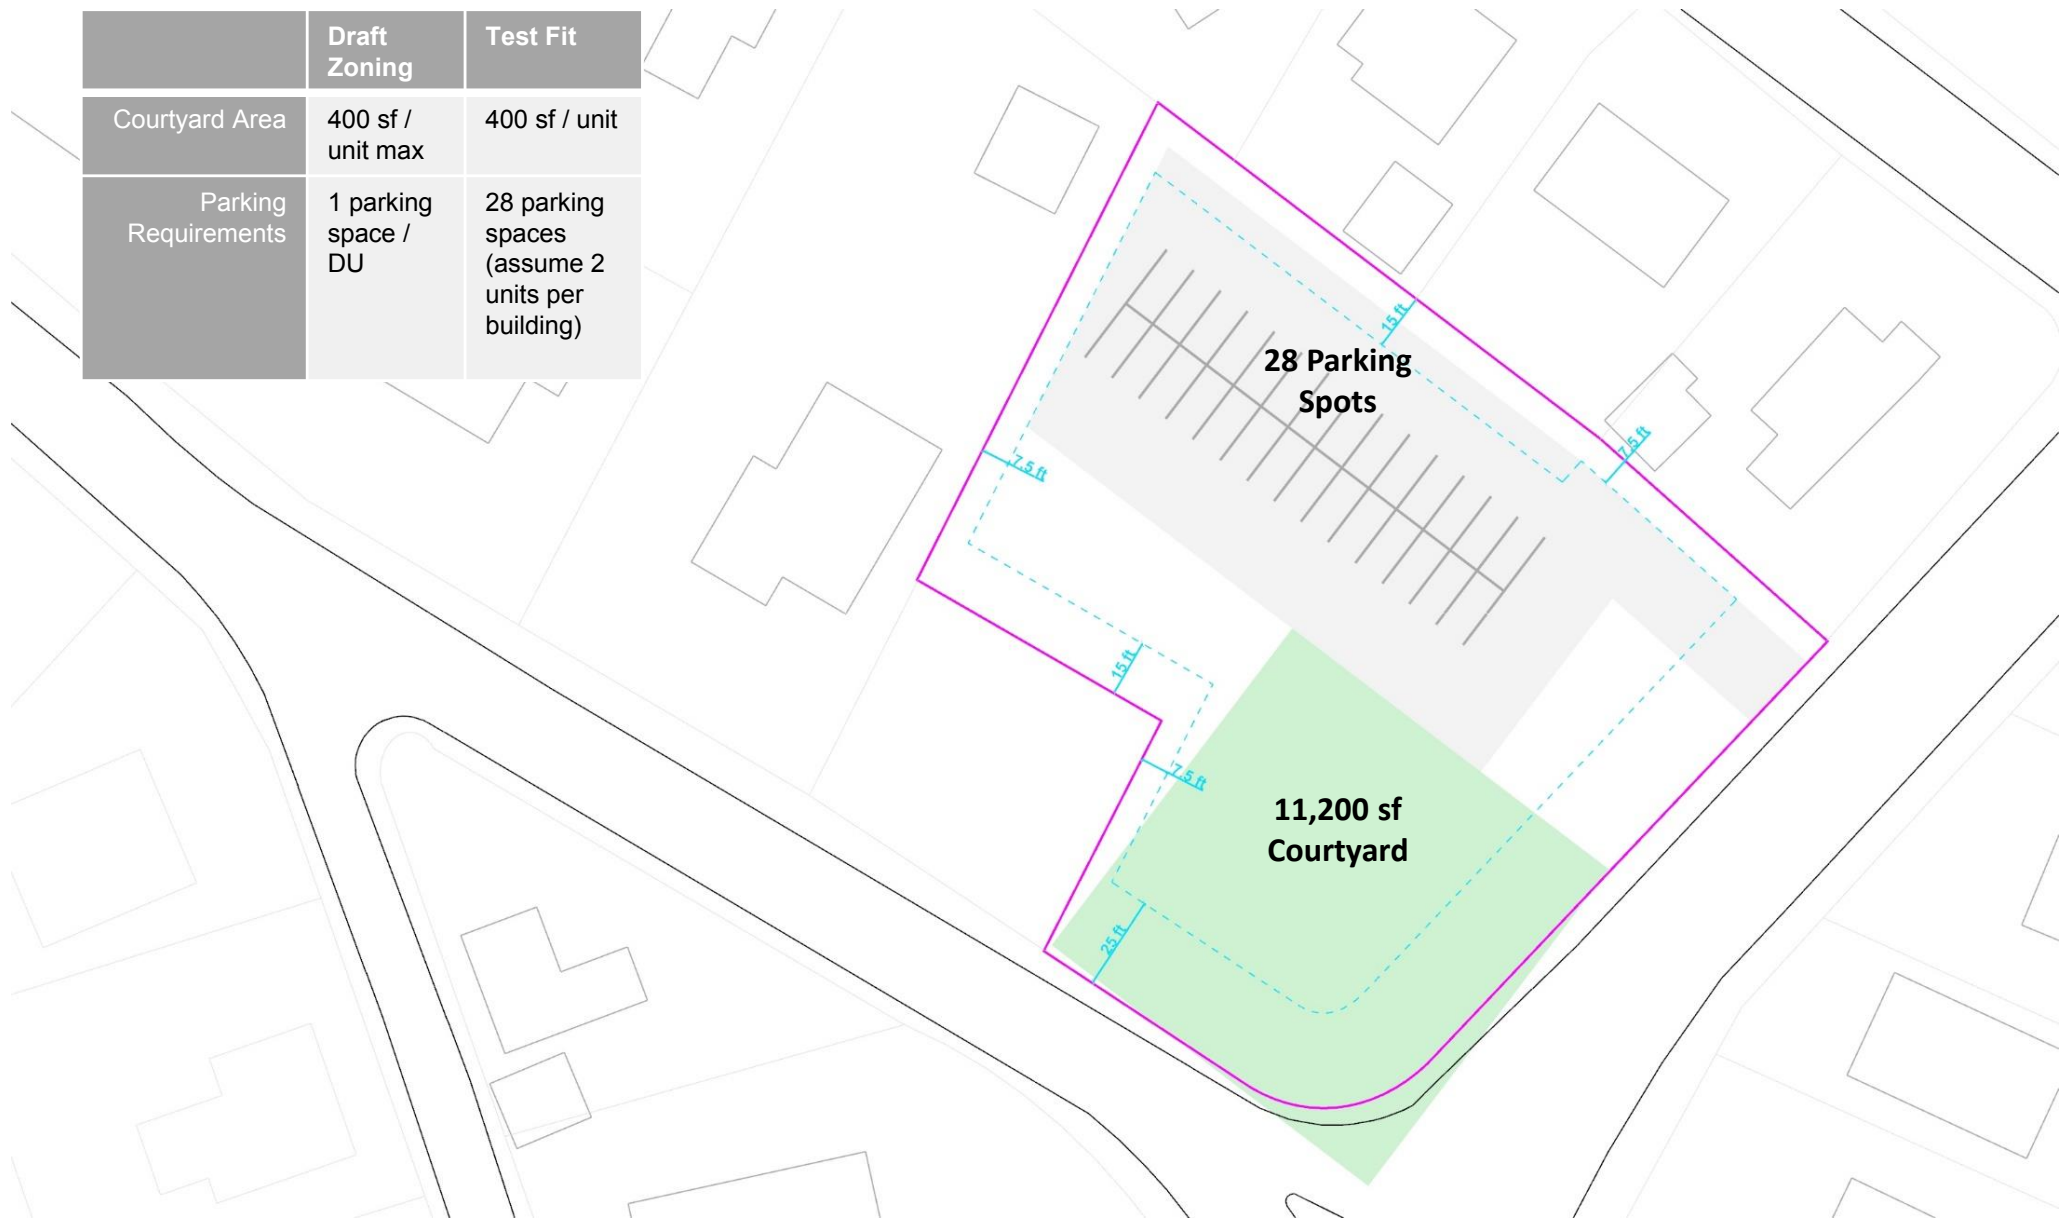 Draft
Zoning
Test Fit
Courtyard Area
400 sf /
unit max
400 sf / unit
Parking
Requirements
1 parking
space /
DU
28 parking
spaces
(assume 2
units per
building)
15 ft
28 Parking
Spots
7.5 ft
7.5 ft
15 ft
7.5 ft
11,200 sf
Courtyard
25 ft